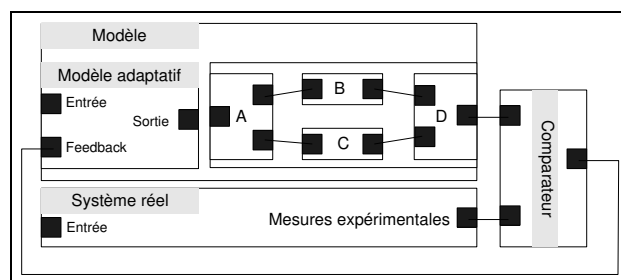 Modèle
Modèle adaptatif
Entrée
Sortie
Feedback
A
B
C
D
Comparateur
Système réel
Entrée
Mesures expérimentales